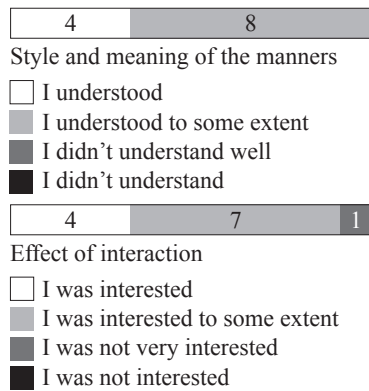 4 8
Style and meaning of the manners
I understood
I understood to some extent
I didn’t understand well
I didn’t understand
4 7 1
Effect of interaction
I was interested
I was interested to some extent
I was not very interested
I was not interested